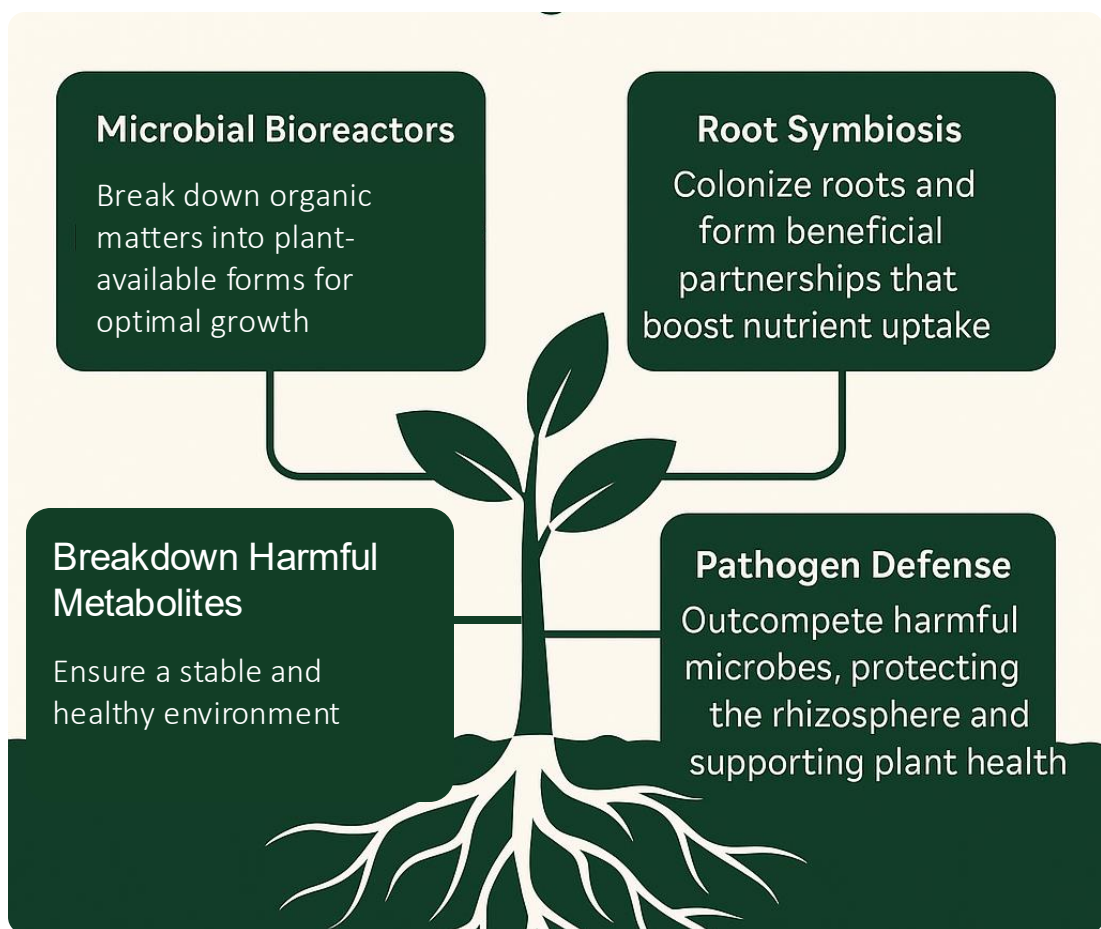 Microbial Bioreactors
Break down organic
matters into plant-
available forms for
optimal growth
Root Symbiosis
Colonize roots and
form beneficial
partnerships that
boost nutrient uptake
Breakdown Harmful
Metabolites
Ensure a stable and
healthy environment
Pathogen Defense
Outcompete harmful
microbes, protecting
the rhizosphere and
supporting plant health